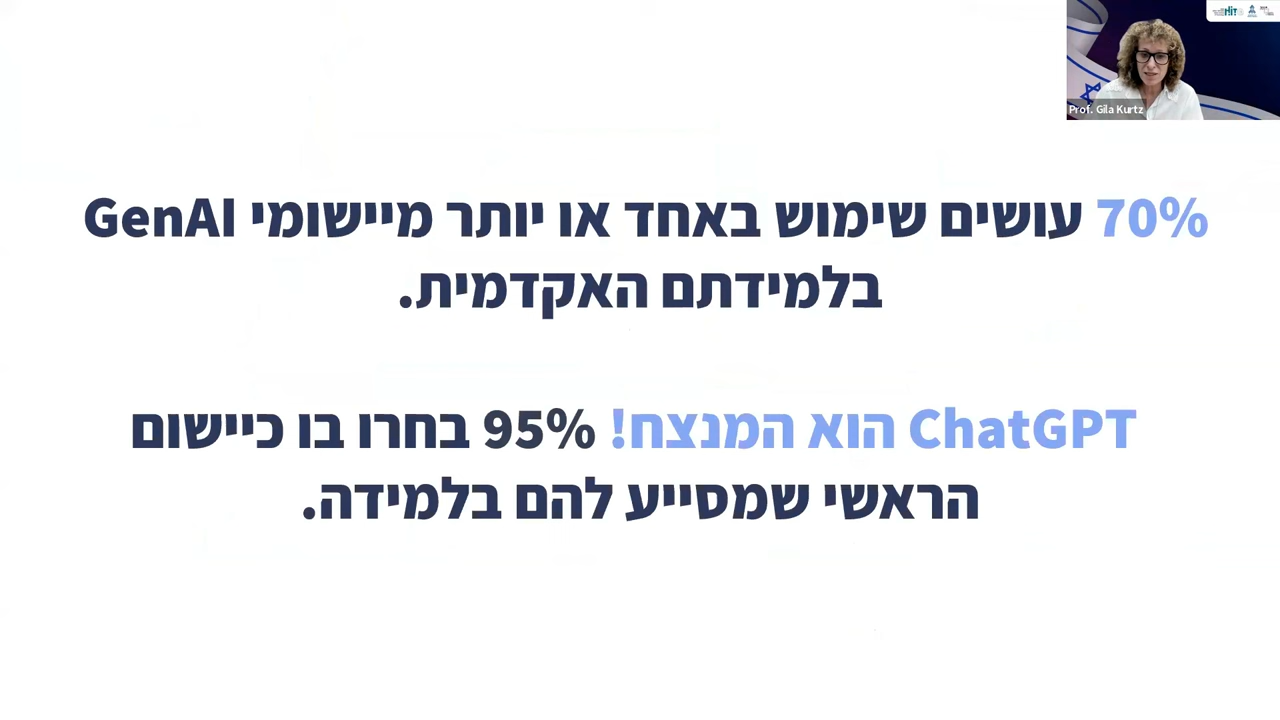 HIT
Prof. Gila Kurtz
70% עושים שימוש באחד או יותר מיישומי GenAI
בלמידתם האקדמית.
ChatGPT הוא המנצח! 95% בחרו בו כיישום
הראשי שמסייע להם בלמידה.